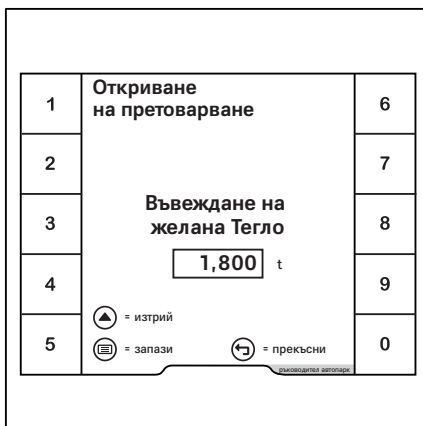 Откриване
на претоварване
1
2
3
4
5
6
7
8
9
0
Въвеждане на
желана Тегло
1,800 t
= изтрий
= запази
= прекъсни
ръководител автопарк